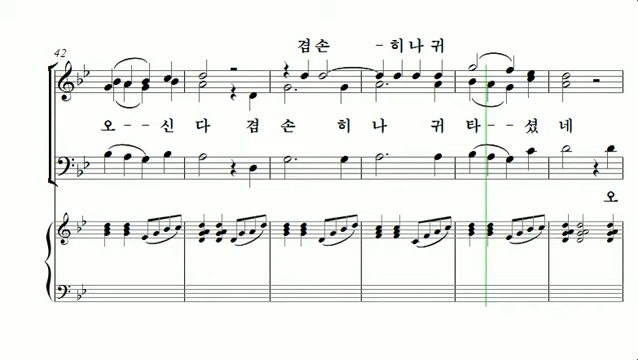 겸손 - 히나귀
42
오 - - 신 다 겸 손 히 나 귀 타 - 셨 네
오